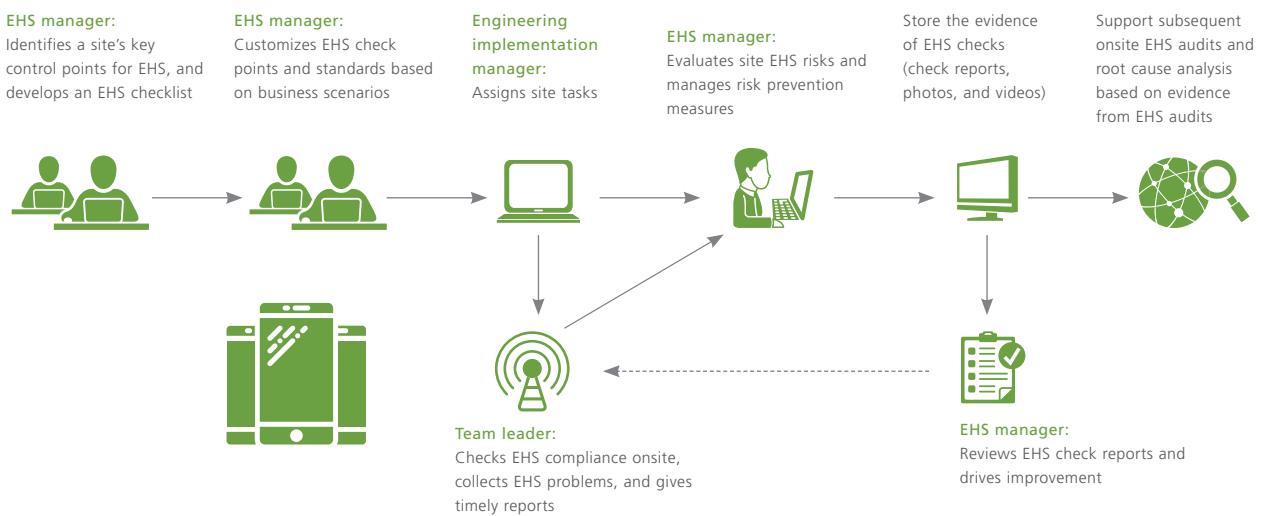 EHS manager:
Identifies a site's key
control points for EHS, and
develops an EHS checklist
EHS manager:
Customizes EHS check
points and standards based
on business scenarios
Engineering
implementation
manager:
Assigns site tasks
EHS manager:
Evaluates site EHS risks and
manages risk prevention
measures
Store the evidence
of EHS checks
(check reports,
photos, and videos)
Support subsequent
onsite EHS audits and
root cause analysis
based on evidence
from EHS audits
Team leader:
Checks EHS compliance onsite,
collects EHS problems, and gives
timely reports
EHS manager:
Reviews EHS check reports and
drives improvement